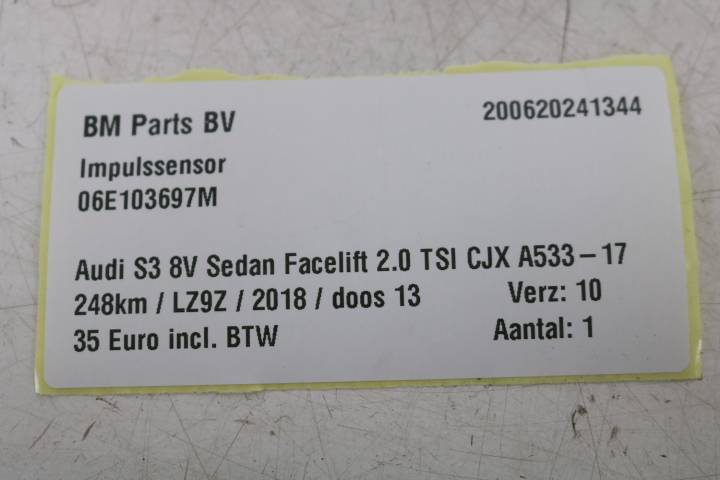 BM Parts BV 200620241344
Impulssensor
06E103697M
Audi S3 8V Sedan Facelift 2.0 TSI CJX A533-17
248km / LZ9Z / 2018 / doos 13 Verz: 10
35 Euro incl. BTW Aantal: 1